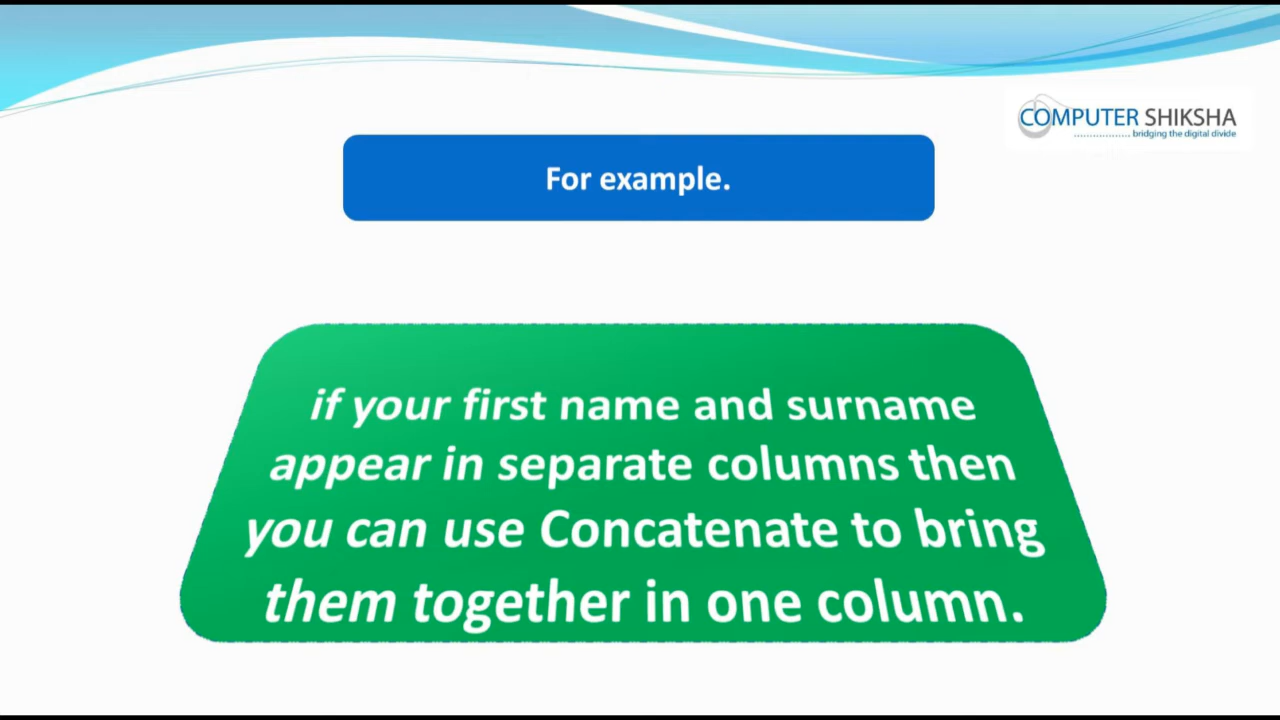 COMPUTER SHIKSHA
bridging the digital divide
For example.
if your first name and surname
appear in separate columns then
you can use Concatenate to bring
them together in one column.